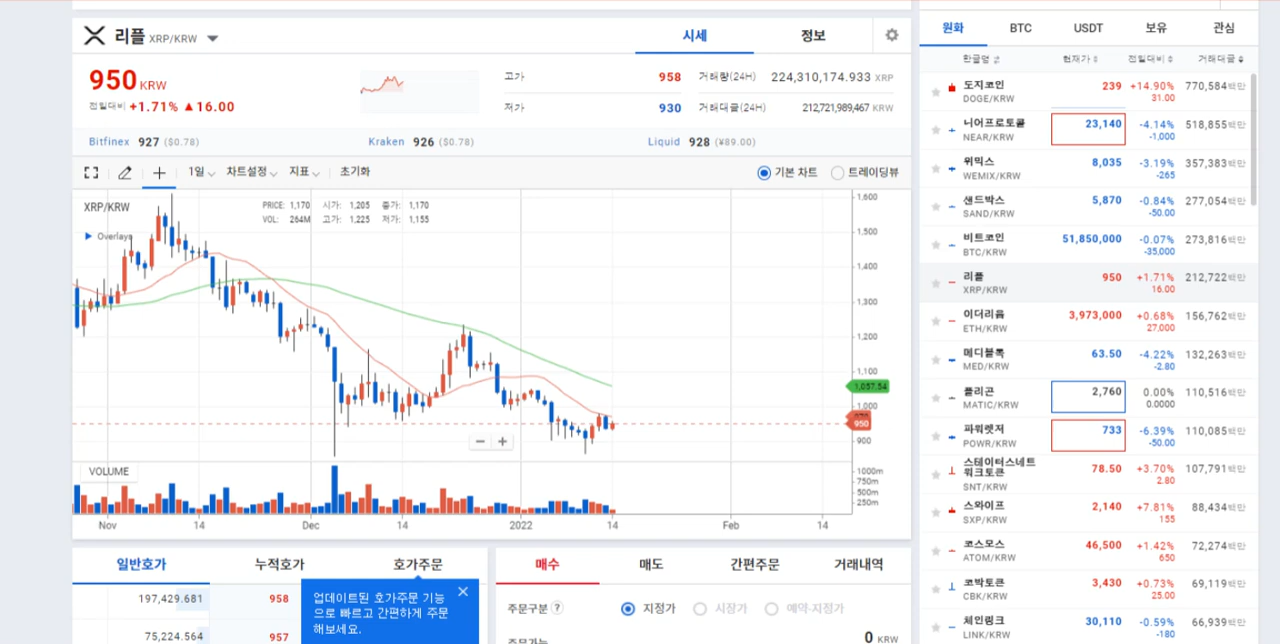 리플 XRP/KRW
시세 정보
950 KRW
전일대비 +1.71% ▲16.00
고가 958 거래량(24H) 224,310,174.933 XRP
저가 930 거래대금(24H) 212,721,989,467 KRW
Bitfinex 927 ($0.78) Kraken 926 ($0.78) Liquid 928 (¥89.00)
1일 차트설정 지표 초기화 기본 차트 트레이딩뷰
XRP/KRW
PRICE: 1,170 시가: 1,205 종가: 1,170
VOL: 264M 고가: 1,225 저가: 1,155
Overlays
1,600
1,500
1,400
1,300
1,200
1,100
1,057.54
1,000
950
900
VOLUME
1000m
750m
500m
250m
Nov 14 Dec 14 2022 14 Feb 14
일반호가 누적호가 호가주문
197,429.681 958
75,224.564 957
업데이트된 호가주문 기능
으로 빠르고 간편하게 주문
해보세요.
매수 매도 간편주문 거래내역
주문구분 ? 지정가 시장가 예약-지정가
주문가능 0 KRW
원화 BTC USDT 보유 관심
한글명 현재가 전일대비 거래대금
도지코인 239 +14.90% 770,584백만
DOGE/KRW 31.00
니어프로토콜 23,140 -4.14% 518,855백만
NEAR/KRW -1,000
위믹스 8,035 -3.19% 357,383백만
WEMIX/KRW -265
샌드박스 5,870 -0.84% 277,054백만
SAND/KRW -50.00
비트코인 51,850,000 -0.07% 273,816백만
BTC/KRW -35,000
리플 950 +1.71% 212,722백만
XRP/KRW 16.00
이더리움 3,973,000 +0.68% 156,762백만
ETH/KRW 27,000
메디블록 63.50 -4.22% 132,263백만
MED/KRW -2.80
폴리곤 2,760 0.00% 110,516백만
MATIC/KRW 0.0000
파워렛저 733 -6.39% 110,085백만
POWR/KRW -50.00
스테이터스네트
워크토큰 78.50 +3.70% 107,791백만
SNT/KRW 2.80
스와이프 2,140 +7.81% 88,434백만
SXP/KRW 155
코스모스 46,500 +1.42% 72,274백만
ATOM/KRW 650
코박토큰 3,430 +0.73% 69,119백만
CBK/KRW 25.00
체인링크 30,110 -0.59% 66,939백만
LINK/KRW -180